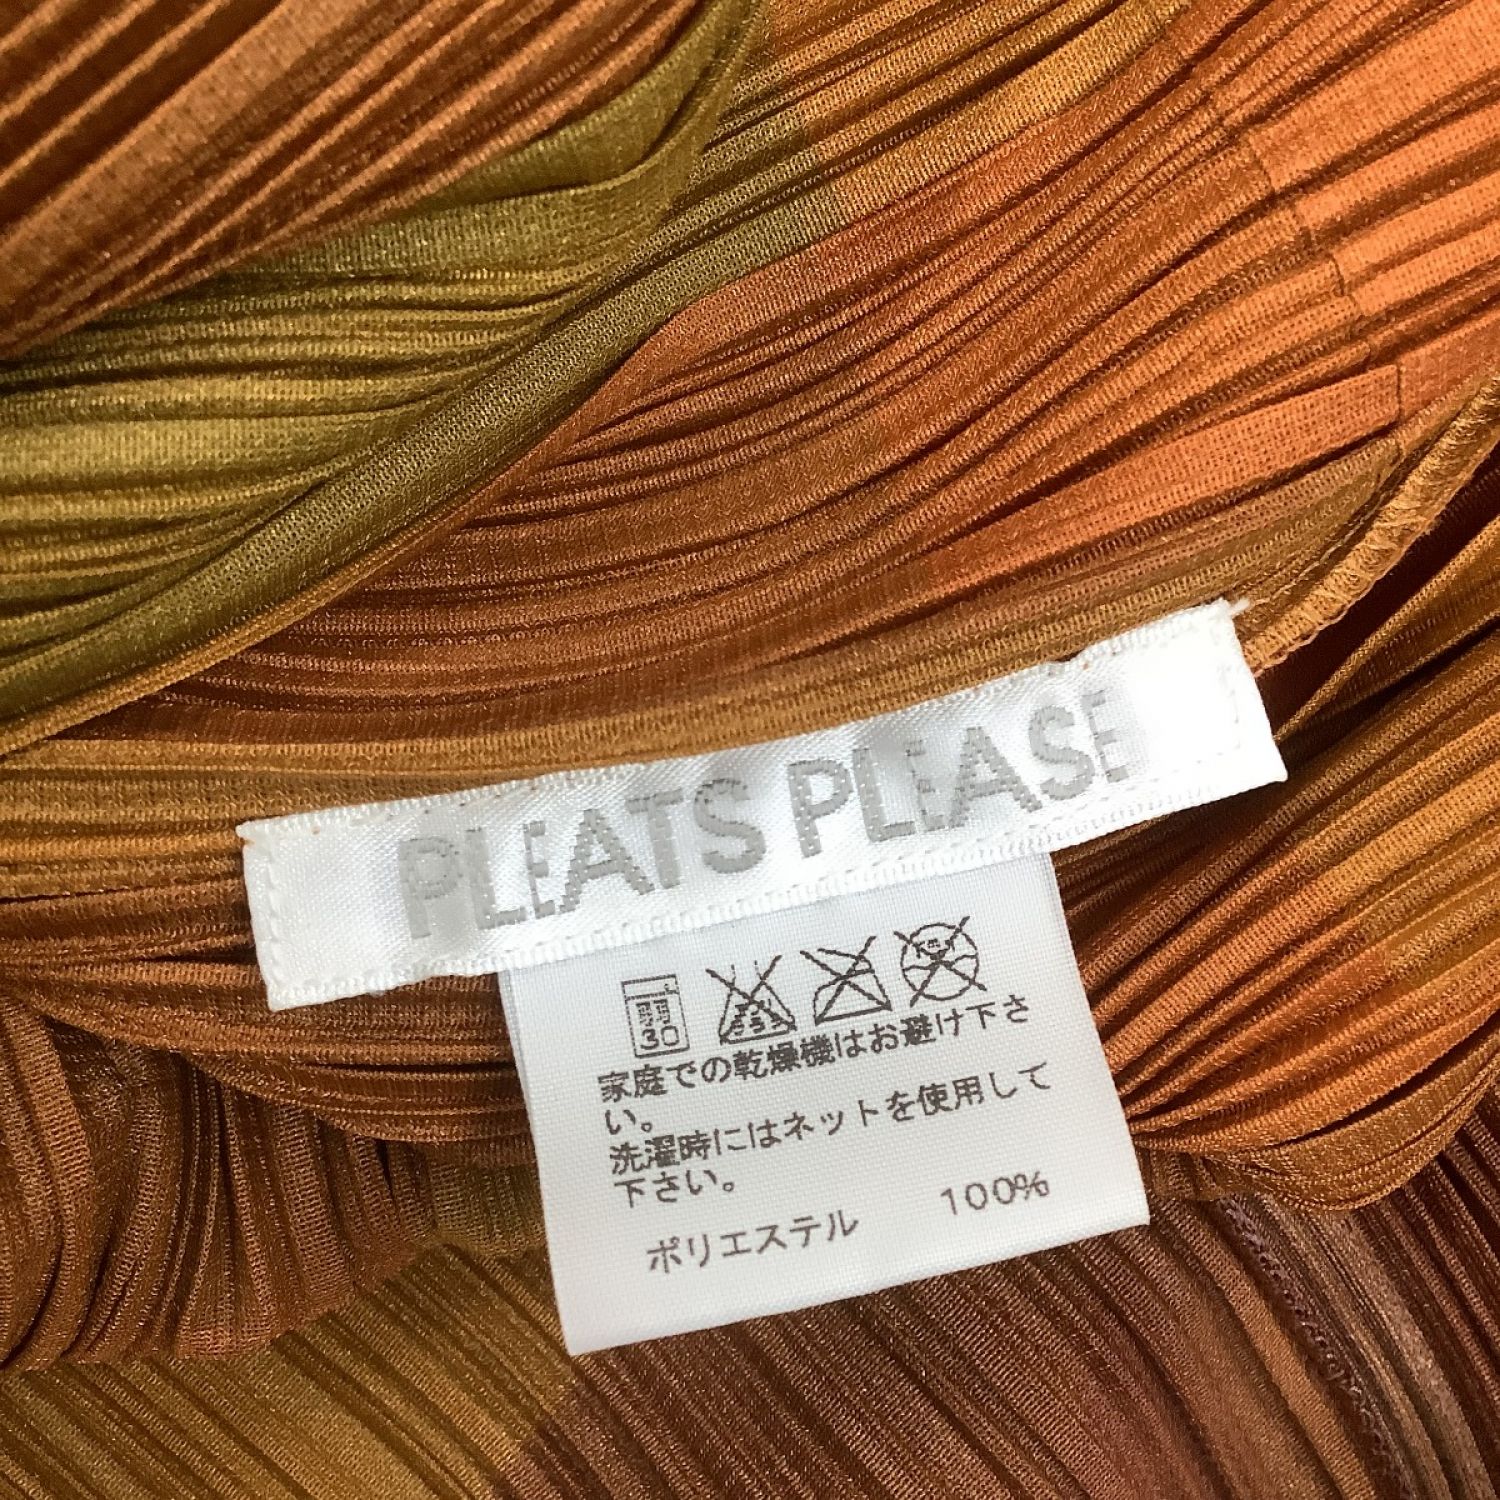 PLEATS PLEASE
30
家庭での乾燥機はお避け下さ
い。
洗濯時にはネットを使用して
下さい。
ポリエステル 100%